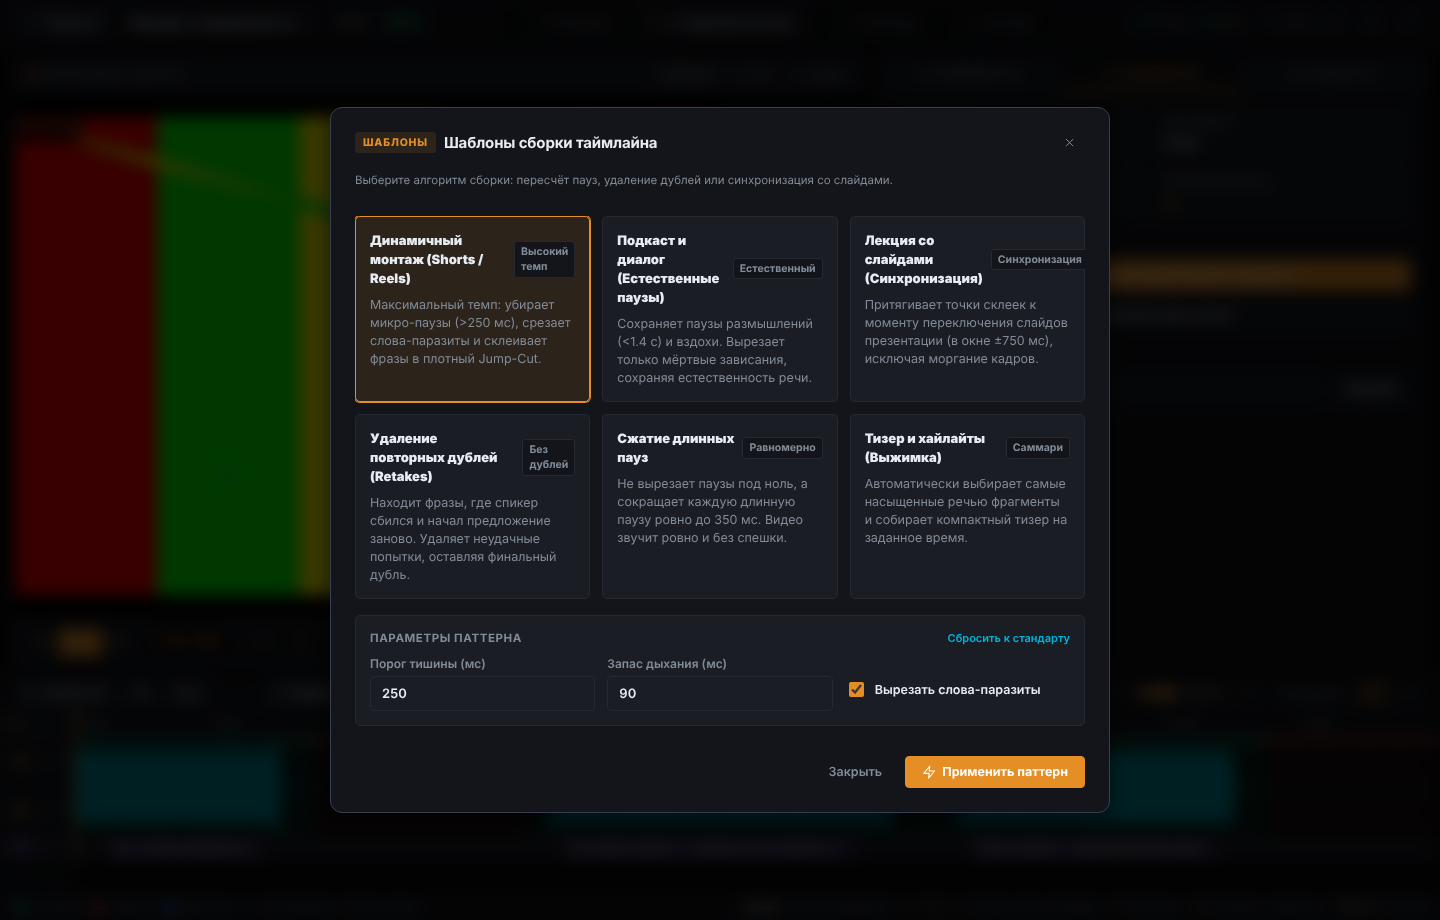 ШАБЛОНЫ
Шаблоны сборки таймлайна
Выберите алгоритм сборки: пересчёт пауз, удаление дублей или синхронизация со слайдами.
Динамичный
монтаж (Shorts /
Reels)
Высокий
темп
Максимальный темп: убирает
микро-паузы (>250 мс), срезает
слова-паразиты и склеивает
фразы в плотный Jump-Cut.
Подкаст и
диалог
(Естественные
паузы)
Естественный
Сохраняет паузы размышлений
(<1.4 с) и вздохи. Вырезает
только мёртвые зависания,
сохраняя естественность речи.
Лекция со
слайдами
(Синхронизация)
Синхронизация
Притягивает точки склеек к
моменту переключения слайдов
презентации (в окне ±750 мс),
исключая моргание кадров.
Удаление
повторных дублей
(Retakes)
Без
дублей
Находит фразы, где спикер
сбился и начал предложение
заново. Удаляет неудачные
попытки, оставляя финальный
дубль.
Сжатие длинных
пауз
Равномерно
Не вырезает паузы под ноль, а
сокращает каждую длинную
паузу ровно до 350 мс. Видео
звучит ровно и без спешки.
Тизер и хайлайты
(Выжимка)
Саммари
Автоматически выбирает самые
насыщенные речью фрагменты
и собирает компактный тизер на
заданное время.
ПАРАМЕТРЫ ПАТТЕРНА
Сбросить к стандарту
Порог тишины (мс)
250
Запас дыхания (мс)
90
Вырезать слова-паразиты
Закрыть
Применить паттерн